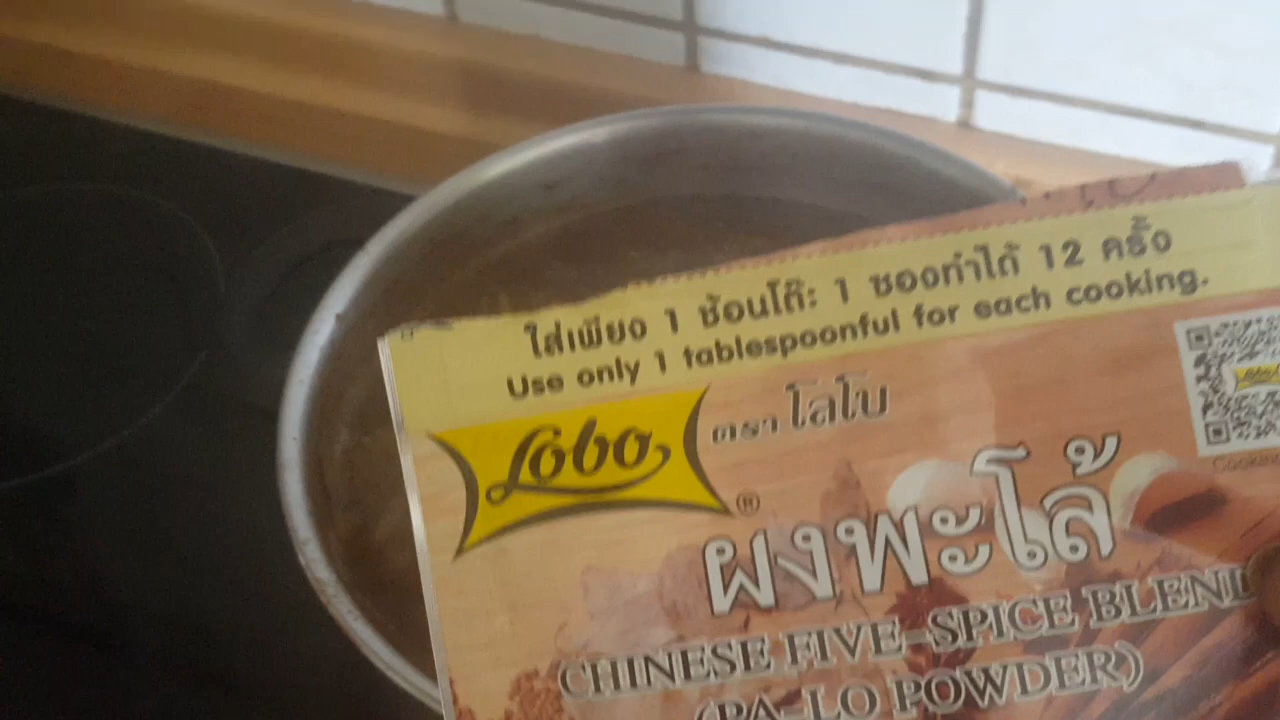 ใส่เพียง 1 ช้อนโต๊ะ 1 ซองทำได้ 12 ครั้ง
Use only 1 tablespoonful for each cooking.
Lobo
®
ตรา โลโบ
ผงพะโล้
CHINESE FIVE-SPICE BLEND
(PA-LO POWDER)